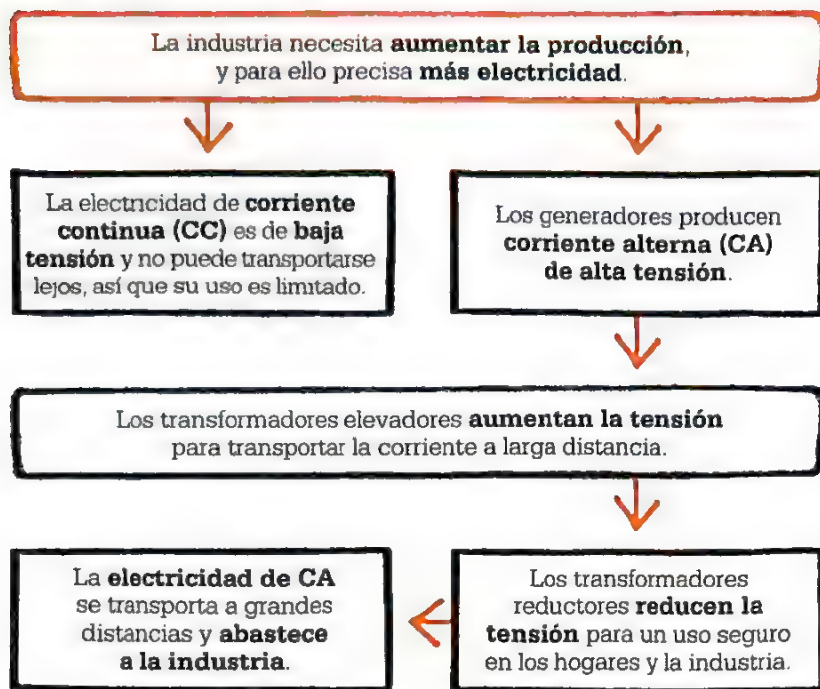 La industria necesita aumentar la producción,
y para ello precisa más electricidad.
La electricidad de corriente
continua (CC) es de baja
tensión y no puede transportarse
lejos, así que su uso es limitado.
Los generadores producen
corriente alterna (CA)
de alta tensión.
Los transformadores elevadores aumentan la tensión
para transportar la corriente a larga distancia.
La electricidad de CA
se transporta a grandes
distancias y abastece
a la industria.
Los transformadores
reductores reducen la
tensión para un uso seguro
en los hogares y la industria.